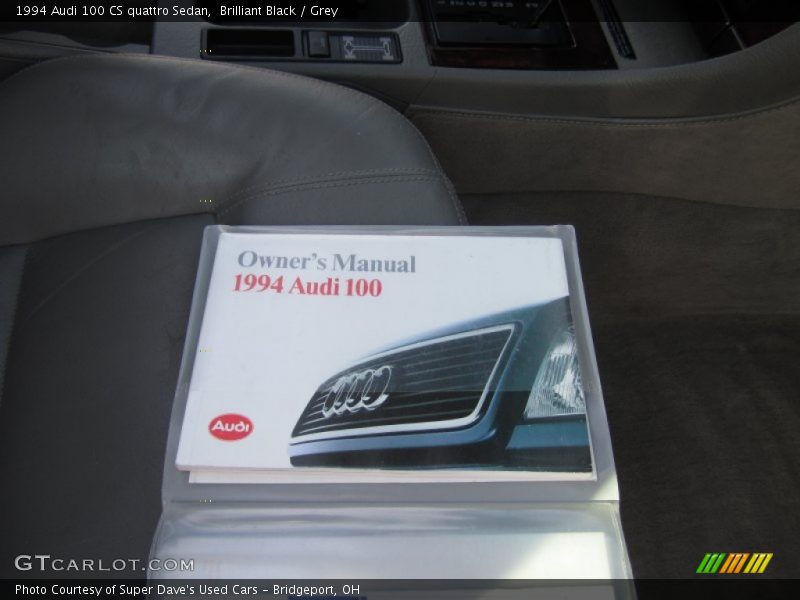 1994 Audi 100 CS quattro Sedan,  Brilliant Black / Grey
Owner's Manual
1994 Audi 100
Audi
GTCARLOT.COM
Photo Courtesy of Super Dave's Used Cars - Bridgeport, OH